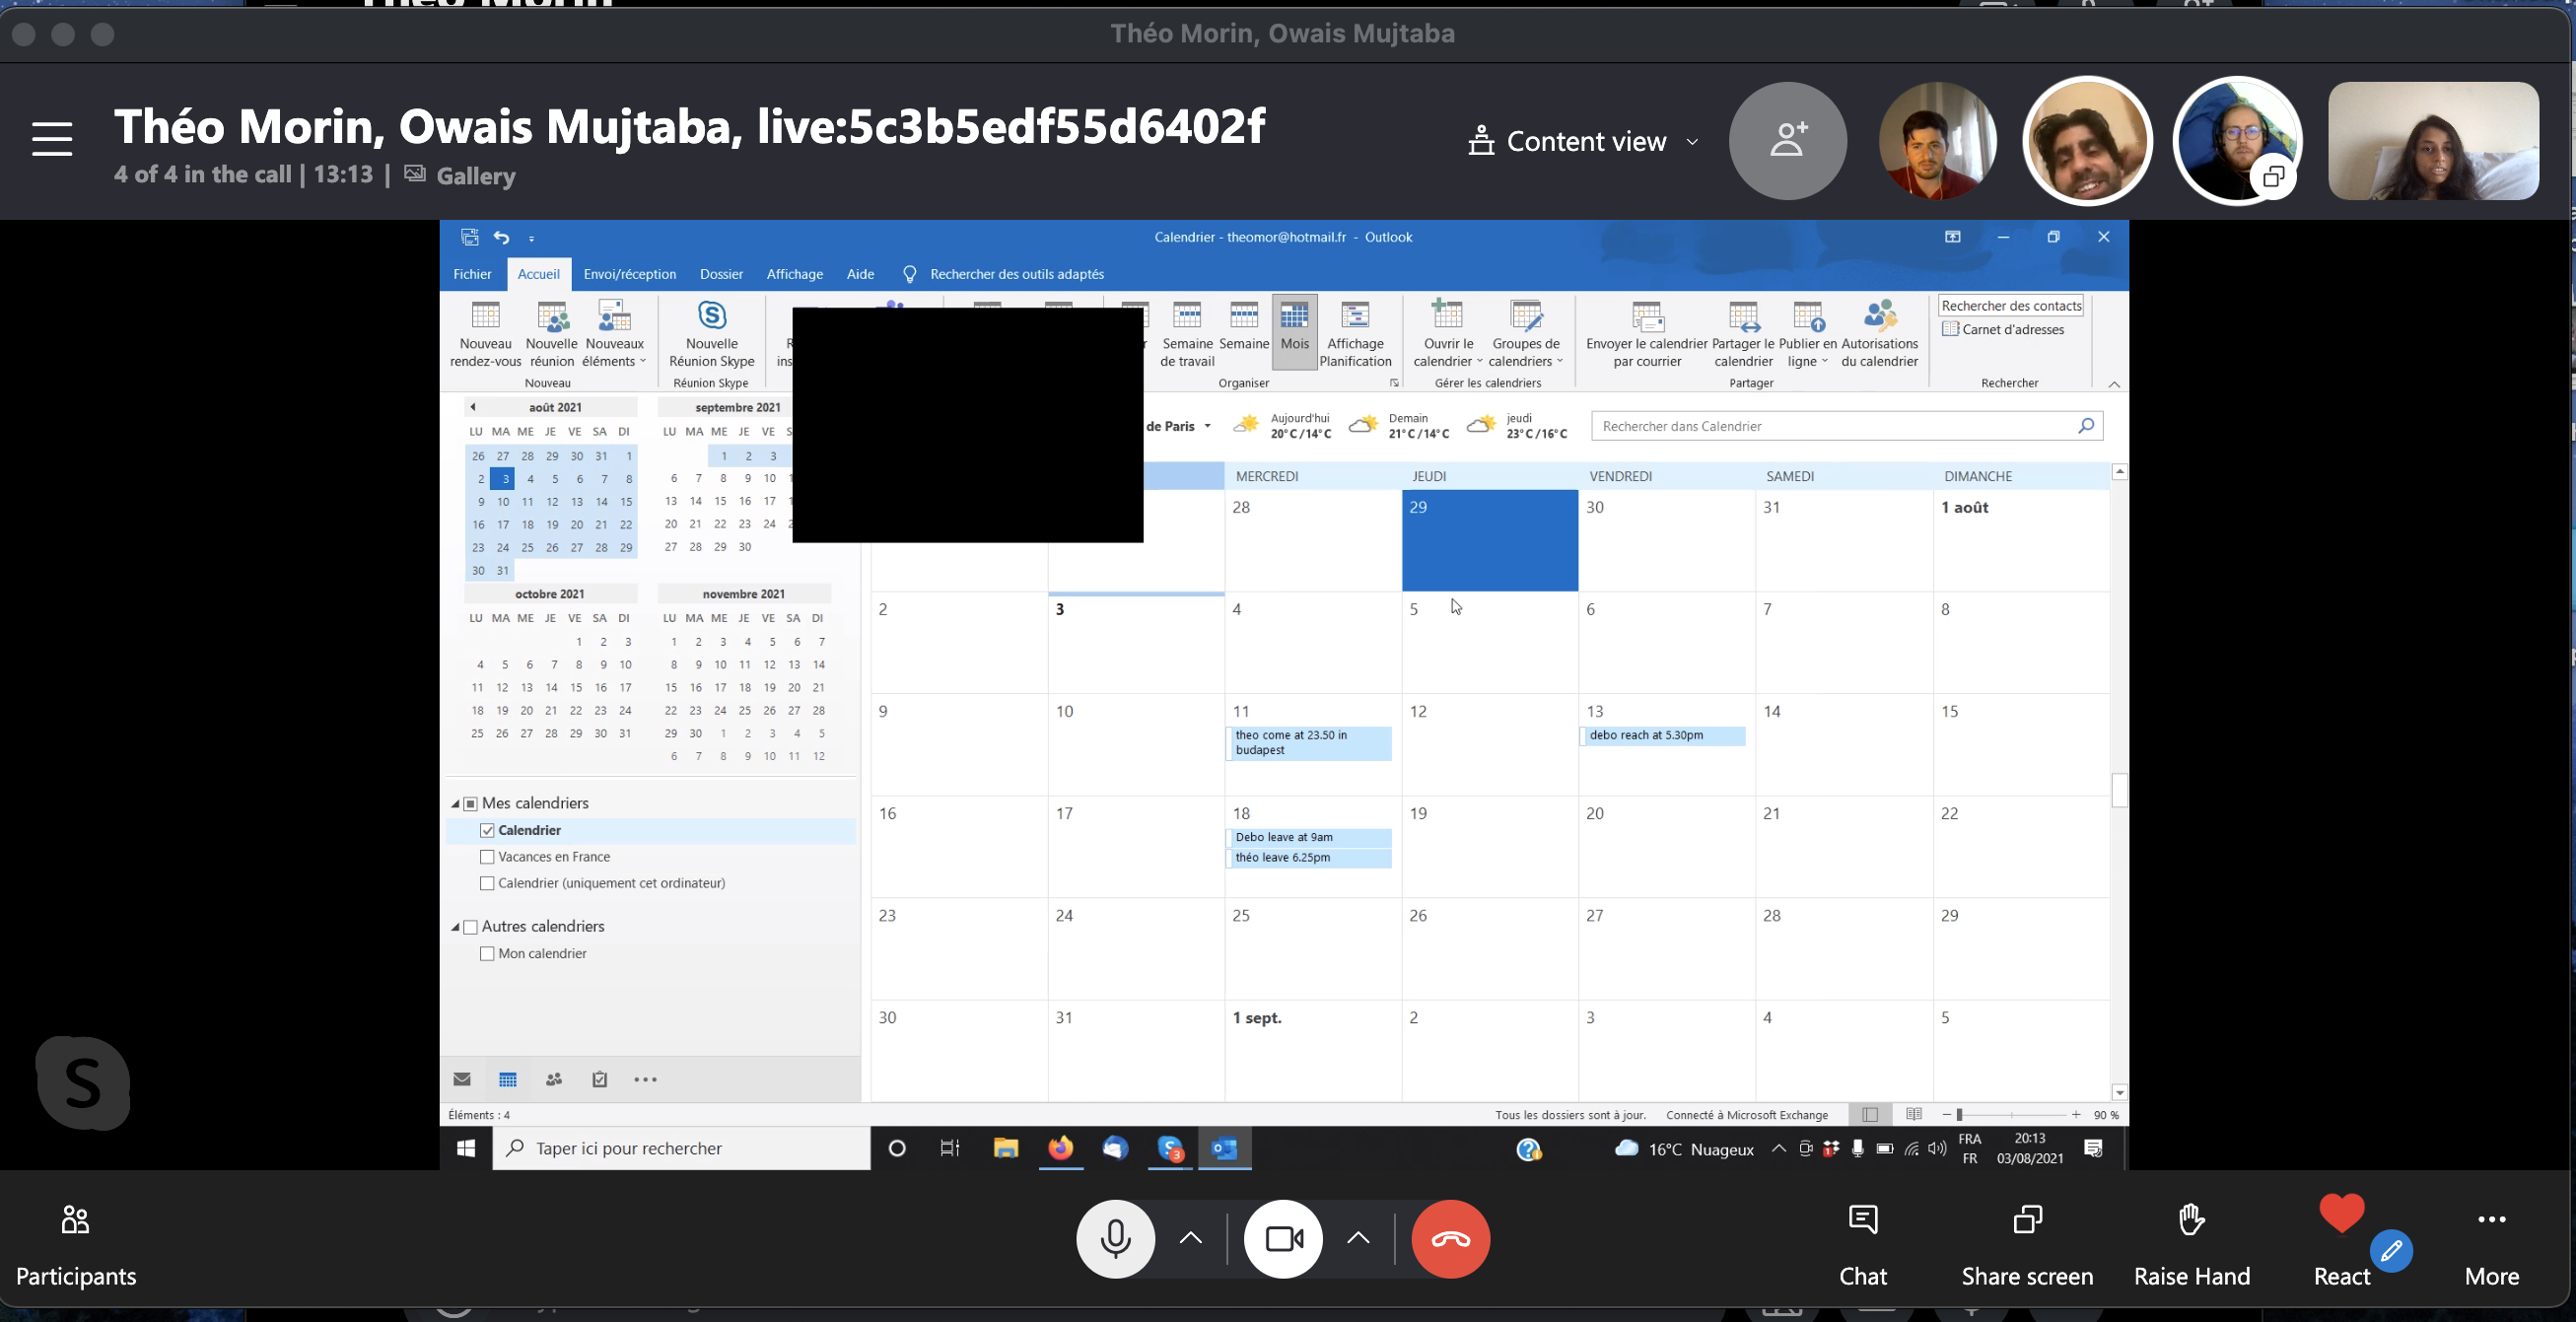 Théo Morin, Owais Mujtaba
Théo Morin, Owais Mujtaba, live:5c3b5edf55d6402f
4 of 4 in the call | 13:13 | Gallery
Content view
Calendrier - theomor@hotmail.fr - Outlook
Fichier Accueil Envoi/réception Dossier Affichage Aide Rechercher des outils adaptés
Nouveau rendez-vous
Nouvelle réunion
Nouveaux éléments
Nouveau
Nouvelle Réunion Skype
Réunion Skype
Semaine de travail
Semaine
Mois
Affichage Planification
Organiser
Ouvrir le calendrier
Groupes de calendriers
Gérer les calendriers
Envoyer le calendrier par courrier
Partager le calendrier
Publier en ligne
Autorisations du calendrier
Partager
Rechercher des contacts
Carnet d'adresses
Rechercher
août 2021
LU MA ME JE VE SA DI
26 27 28 29 30 31 1
2 3 4 5 6 7 8
9 10 11 12 13 14 15
16 17 18 19 20 21 22
23 24 25 26 27 28 29
30 31
septembre 2021
LU MA ME JE VE
1 2 3
6 7 8 9 10
13 14 15 16 17
20 21 22 23 24
27 28 29 30
octobre 2021
LU MA ME JE VE SA DI
1 2 3
4 5 6 7 8 9 10
11 12 13 14 15 16 17
18 19 20 21 22 23 24
25 26 27 28 29 30 31
novembre 2021
LU MA ME JE VE SA DI
1 2 3 4 5 6 7
8 9 10 11 12 13 14
15 16 17 18 19 20 21
22 23 24 25 26 27 28
29 30 1 2 3 4 5
6 7 8 9 10 11 12
Mes calendriers
Calendrier
Vacances en France
Calendrier (uniquement cet ordinateur)
Autres calendriers
Mon calendrier
de Paris
Aujourd'hui
20°C/14°C
Demain
21°C/14°C
jeudi
23°C/16°C
Rechercher dans Calendrier
MERCREDI JEUDI VENDREDI SAMEDI DIMANCHE
28 29 30 31 1 août
2 3 4 5 6 7 8
9 10 11 12 13 14 15
theo come at 23.50 in
budapest
debo reach at 5.30pm
16 17 18 19 20 21 22
Debo leave at 9am
théo leave 6.25pm
23 24 25 26 27 28 29
30 31 1 sept. 2 3 4 5
Éléments : 4
Tous les dossiers sont à jour. Connecté à Microsoft Exchange
90 %
Taper ici pour rechercher
3
16°C Nuageux
FRA
FR
20:13
03/08/2021
Participants
Chat
Share screen
Raise Hand
React
More